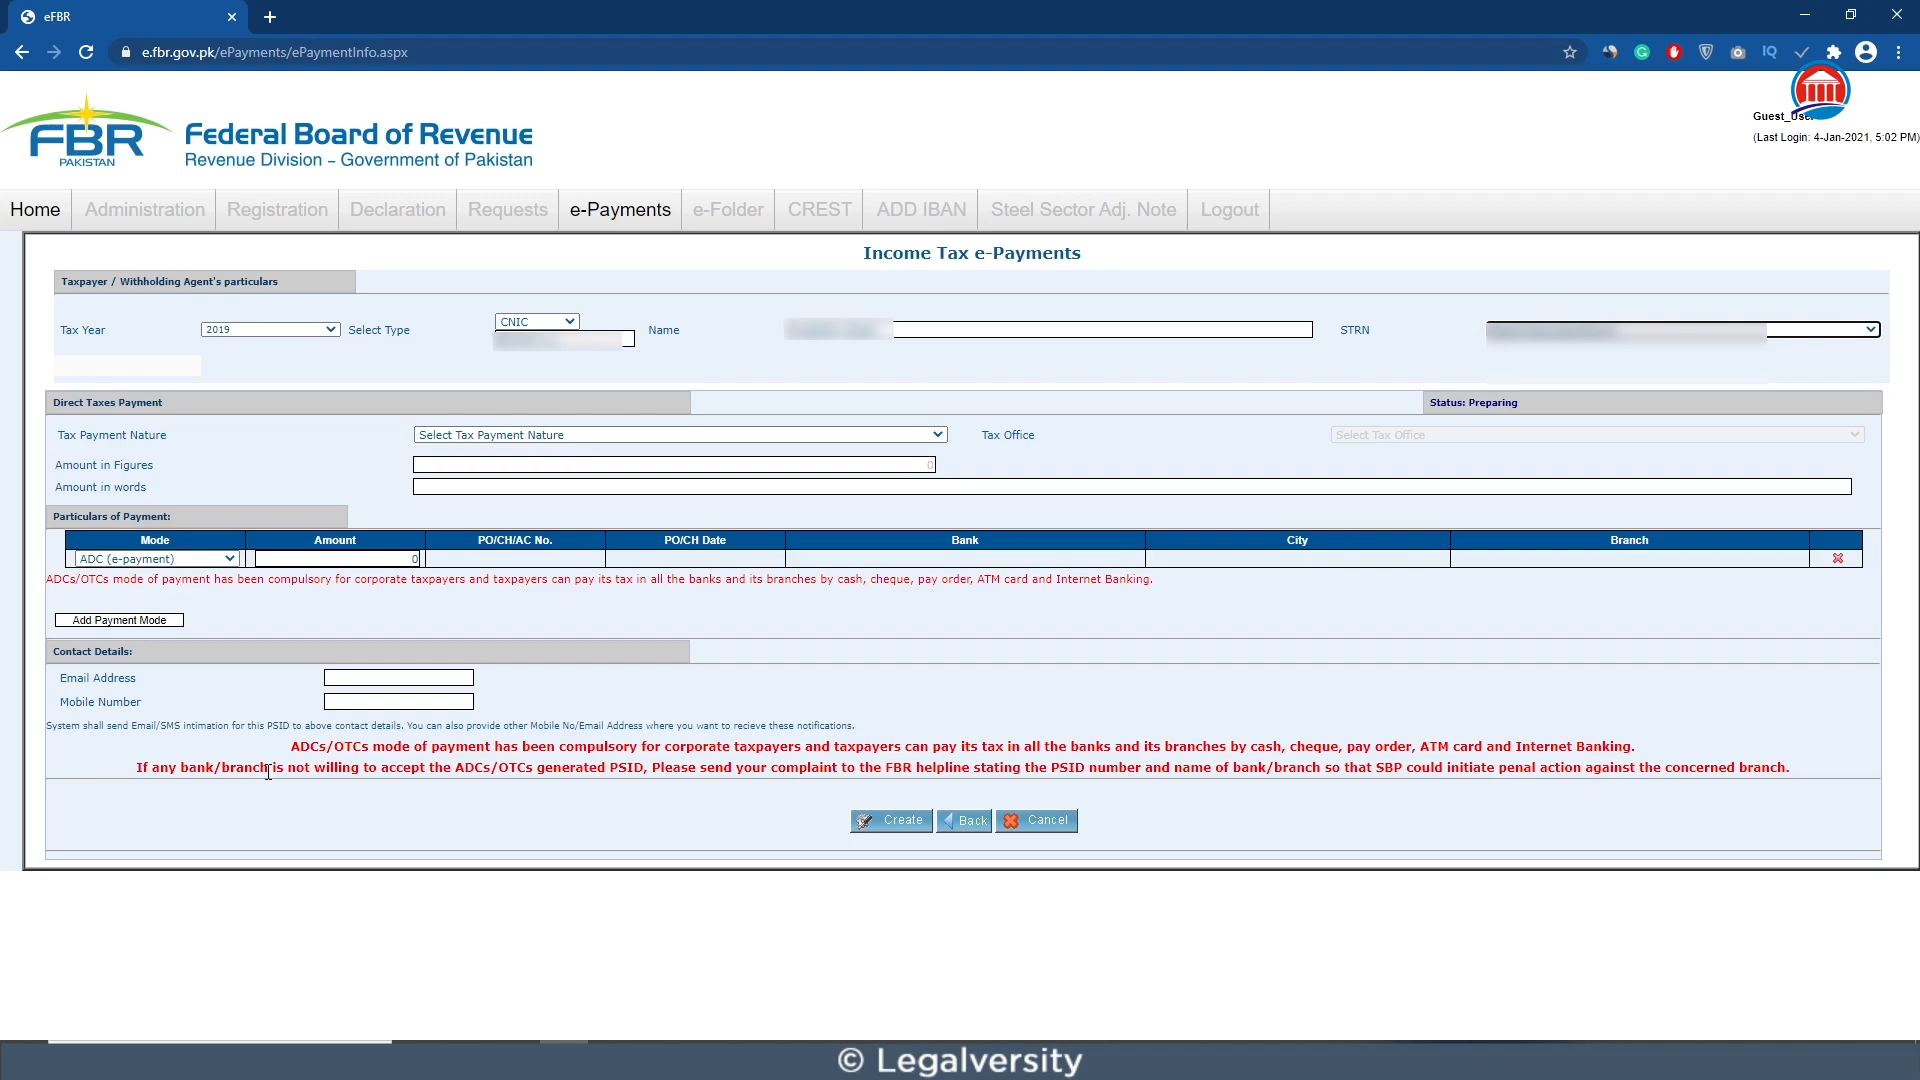 eFBR
e.fbr.gov.pk/ePayments/ePaymentInfo.aspx
IQ
FBR
PAKISTAN
Federal Board of Revenue
Revenue Division – Government of Pakistan
Guest_User
(Last Login: 4-Jan-2021, 5:02 PM)
Home Administration Registration Declaration Requests e-Payments e-Folder CREST ADD IBAN Steel Sector Adj. Note Logout
Income Tax e-Payments
Taxpayer / Withholding Agent's particulars
Tax Year 2019 Select Type CNIC Name STRN
Direct Taxes Payment Status: Preparing
Tax Payment Nature Select Tax Payment Nature Tax Office Select Tax Office
Amount in Figures 0
Amount in words
Particulars of Payment:
Mode Amount PO/CH/AC No. PO/CH Date Bank City Branch
ADC (e-payment) 0
ADCs/OTCs mode of payment has been compulsory for corporate taxpayers and taxpayers can pay its tax in all the banks and its branches by cash, cheque, pay order, ATM card and Internet Banking.
Add Payment Mode
Contact Details:
Email Address
Mobile Number
System shall send Email/SMS intimation for this PSID to above contact details. You can also provide other Mobile No/Email Address where you want to recieve these notifications.
ADCs/OTCs mode of payment has been compulsory for corporate taxpayers and taxpayers can pay its tax in all the banks and its branches by cash, cheque, pay order, ATM card and Internet Banking.
If any bank/branch is not willing to accept the ADCs/OTCs generated PSID, Please send your complaint to the FBR helpline stating the PSID number and name of bank/branch so that SBP could initiate penal action against the concerned branch.
Create Back Cancel
© Legalversity